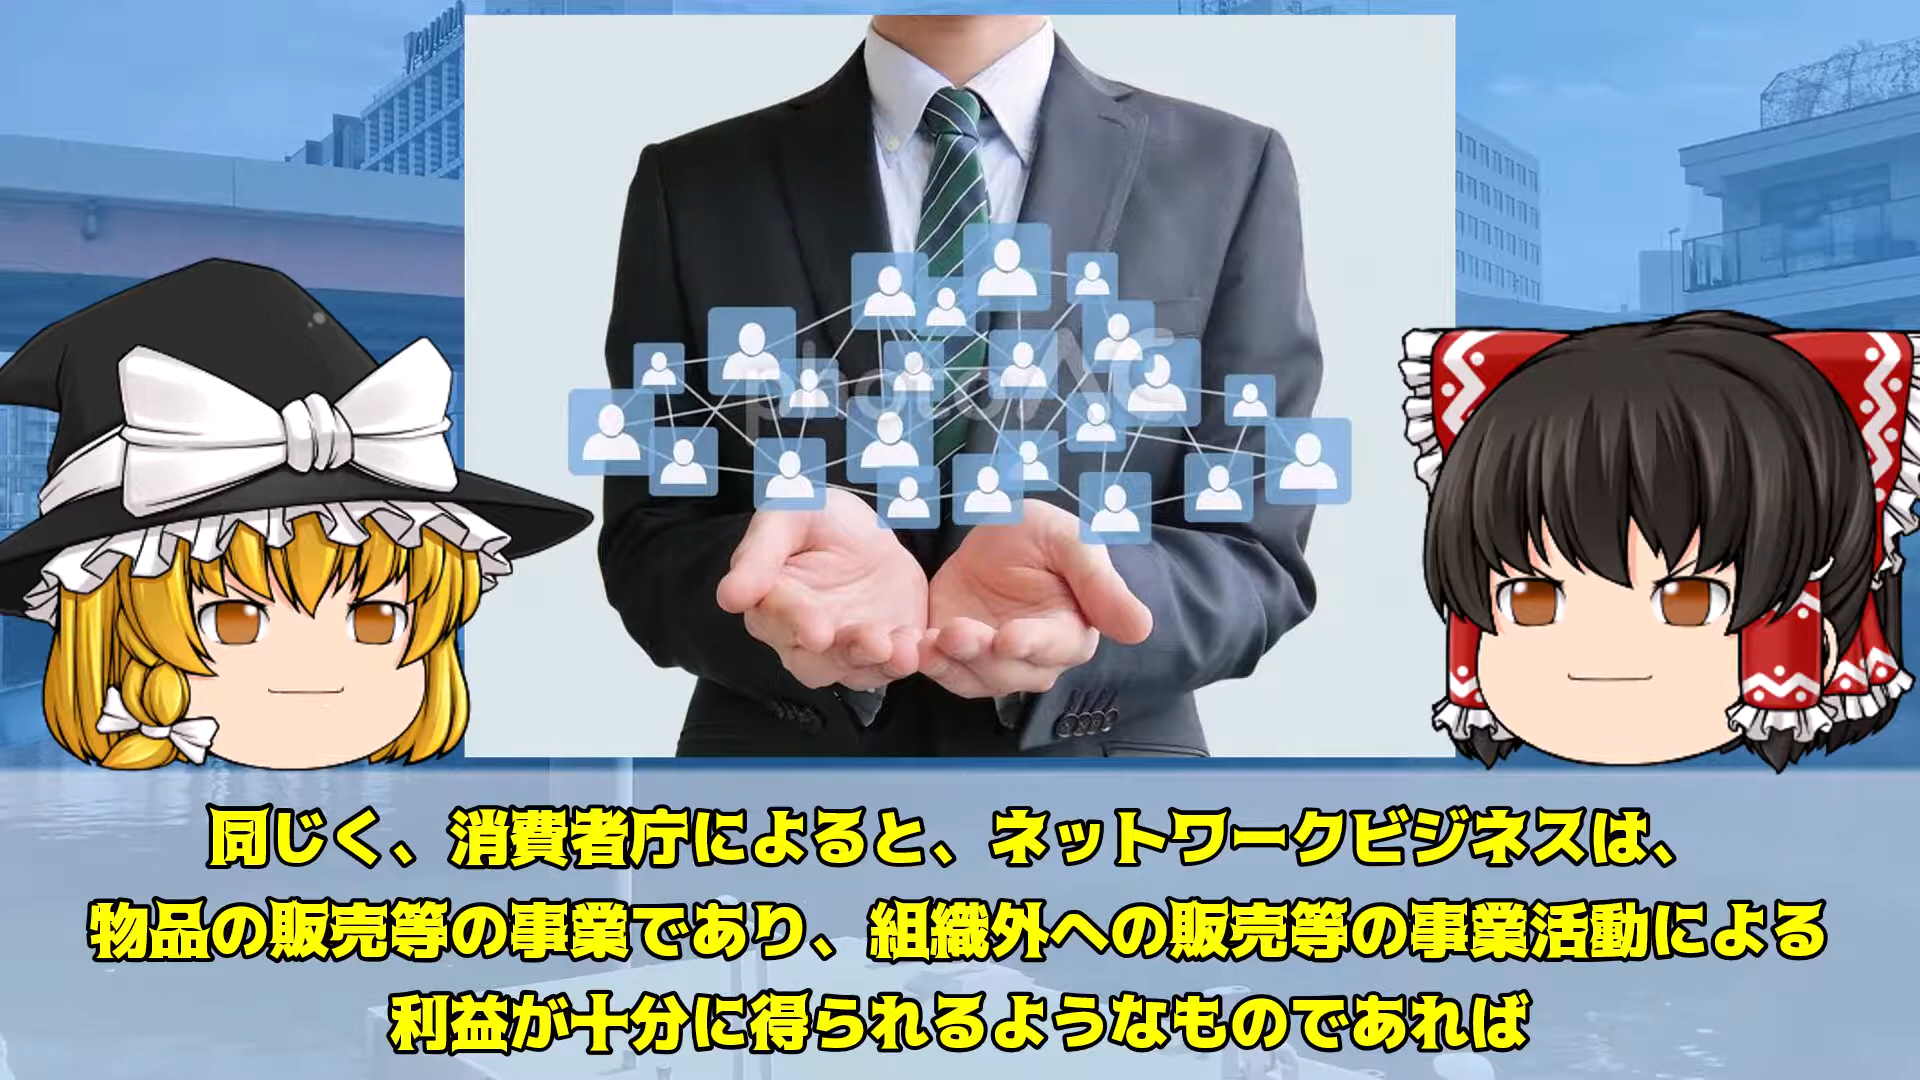 photoAC
同じく、消費者庁によると、ネットワークビジネスは、
物品の販売等の事業であり、組織外への販売等の事業活動による
利益が十分に得られるようなものであれば